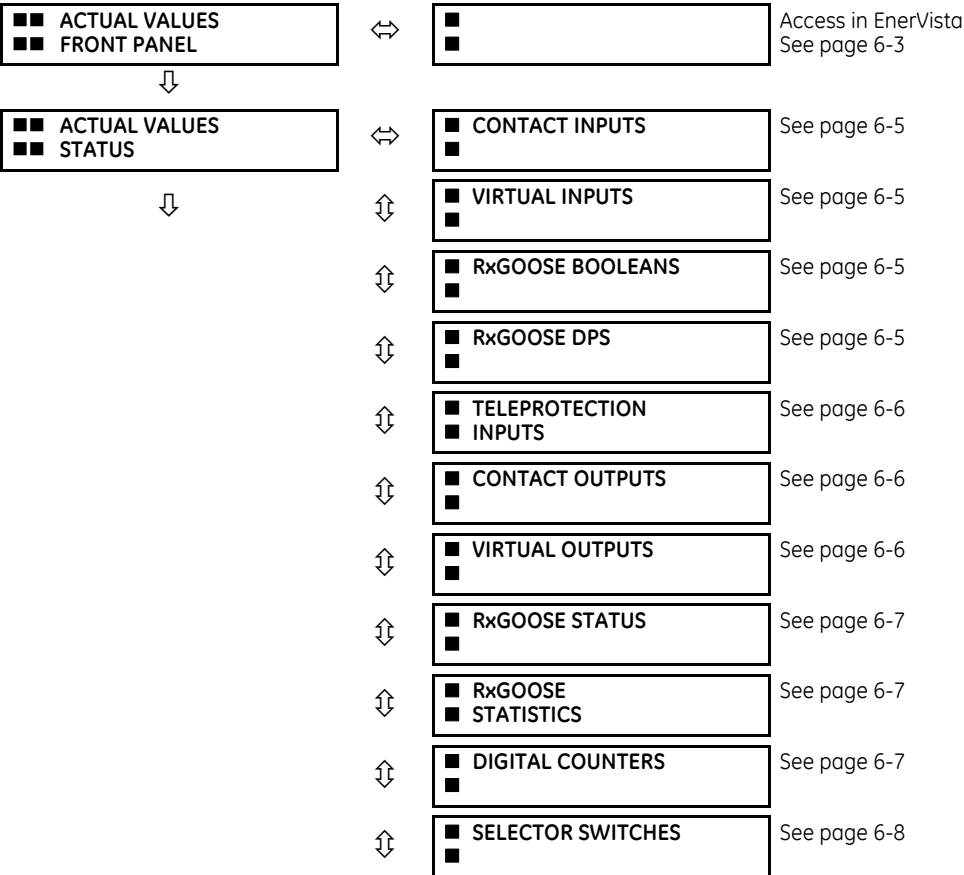 ■■ ACTUAL VALUES
■■ FRONT PANEL
■
■
Access in EnerVista
See page 6-3
■■ ACTUAL VALUES
■■ STATUS
■ CONTACT INPUTS
■
See page 6-5
■ VIRTUAL INPUTS
■
See page 6-5
■ RxGOOSE BOOLEANS
■
See page 6-5
■ RxGOOSE DPS
■
See page 6-5
■ TELEPROTECTION
■ INPUTS
See page 6-6
■ CONTACT OUTPUTS
■
See page 6-6
■ VIRTUAL OUTPUTS
■
See page 6-6
■ RxGOOSE STATUS
■
See page 6-7
■ RxGOOSE
■ STATISTICS
See page 6-7
■ DIGITAL COUNTERS
■
See page 6-7
■ SELECTOR SWITCHES
■
See page 6-8